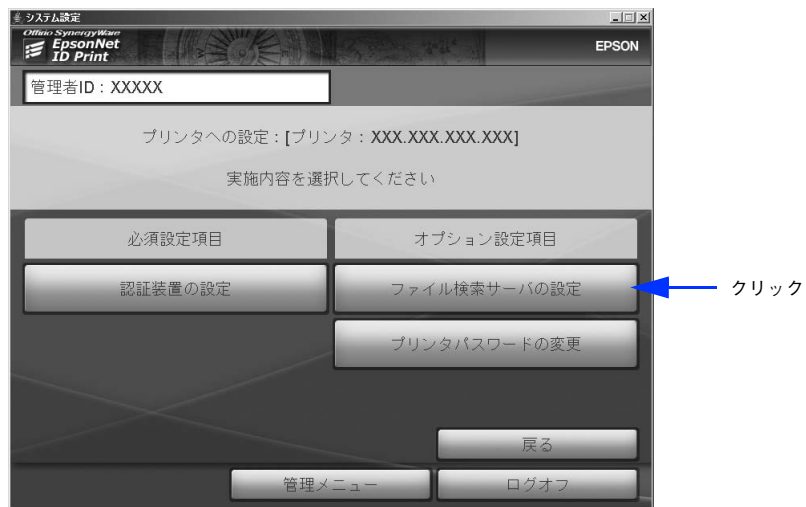 システム設定
Offirio SynergyWare
EpsonNet
ID Print
EPSON
管理者ID：XXXXX
プリンタへの設定：[プリンタ：XXX.XXX.XXX.XXX]
実施内容を選択してください
必須設定項目
オプション設定項目
認証装置の設定
ファイル検索サーバの設定
クリック
プリンタパスワードの変更
戻る
管理メニュー
ログオフ